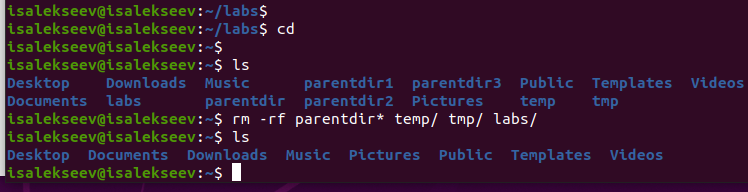 isalekseev@isalekseev:~/labs$
isalekseev@isalekseev:~/labs$ cd
isalekseev@isalekseev:~$
isalekseev@isalekseev:~$ ls
Desktop Downloads Music parentdir1 parentdir3 Public Templates Videos
Documents labs parentdir parentdir2 Pictures temp tmp
isalekseev@isalekseev:~$ rm -rf parentdir* temp/ tmp/ labs/
isalekseev@isalekseev:~$ ls
Desktop Documents Downloads Music Pictures Public Templates Videos
isalekseev@isalekseev:~$